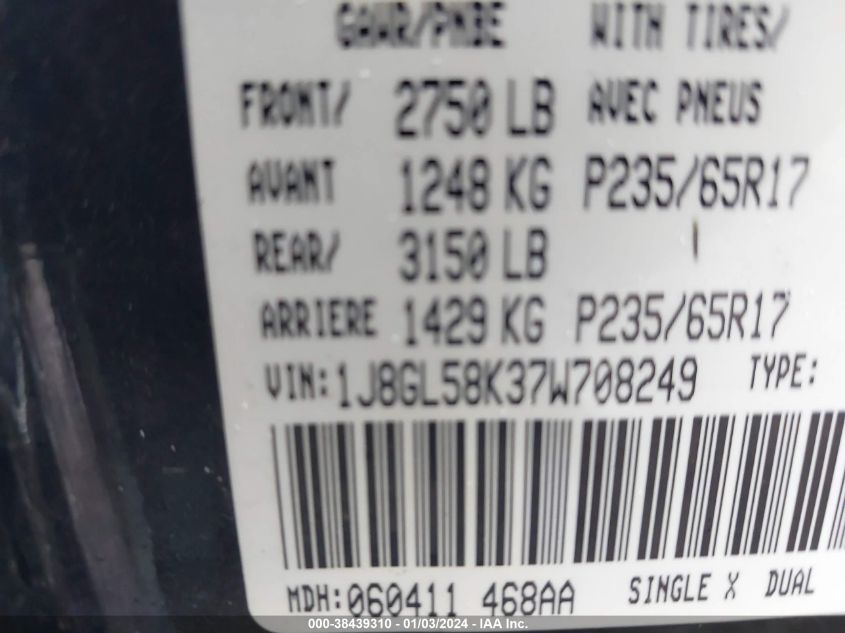 GAWR/PNBE WITH TIRES/
FRONT/ 2750 LB AVEC PNEUS
AVANT 1248 KG P235/65R17
REAR/ 3150 LB
ARRIERE 1429 KG P235/65R17
VIN: 1J8GL58K37W708249 TYPE:
MDH: 060411 468AA SINGLE X DUAL
000-38439310 - 01/03/2024 - IAA Inc.